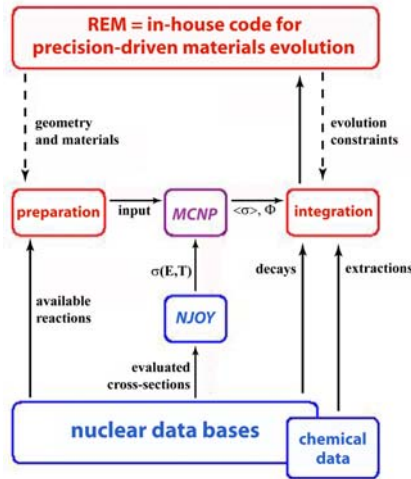 REM = in-house code for
precision-driven materials evolution
geometry
and materials
evolution
constraints
preparation
input
MCNP
<σ>, Φ
integration
σ(E,T)
decays
extractions
available
reactions
NJOY
evaluated
cross-sections
nuclear data bases
chemical
data